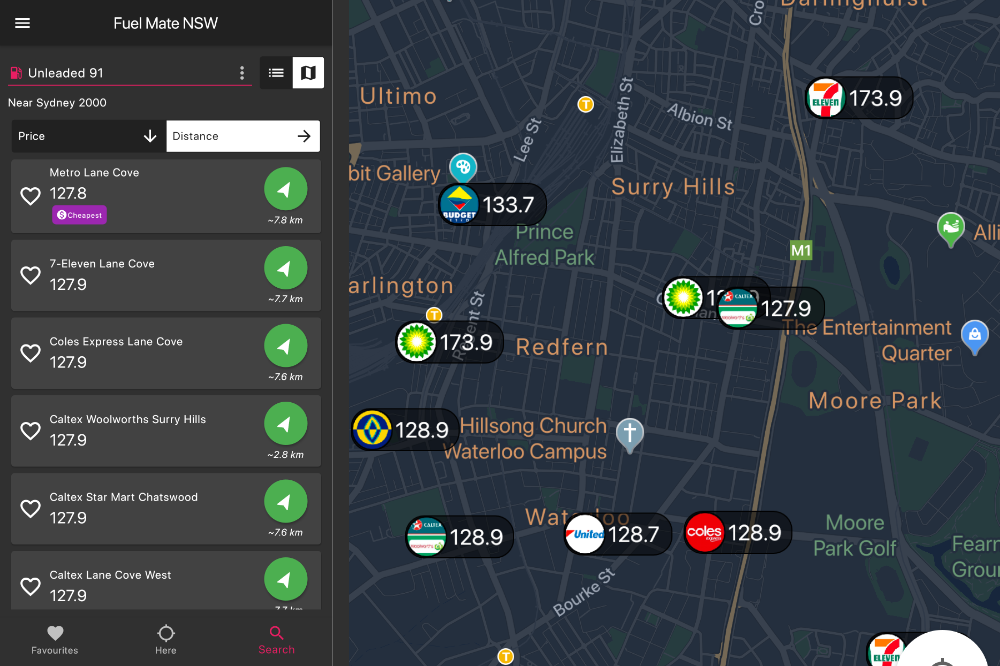 Fuel Mate NSW
Unleaded 91
Near Sydney 2000
Price
Distance
Metro Lane Cove
127.8
Cheapest
~7.8 km
7-Eleven Lane Cove
127.9
~7.7 km
Coles Express Lane Cove
127.9
~7.6 km
Caltex Woolworths Surry Hills
127.9
~2.8 km
Caltex Star Mart Chatswood
127.9
~7.6 km
Caltex Lane Cove West
127.9
Favourites
Here
Search
Darlinghurst
Cro
Ultimo
T
Elizabeth St
Albion St
7
ELEVEN
173.9
Lee St
bit Gallery
Surry Hills
BUDGET
133.7
Prince
Alfred Park
Alli
M1
arlington
CALTEX
127.9
T
173.9
Redfern
The Entertainment
Quarter
Moore Park
128.9
Hillsong Church
Waterloo Campus
CALTEX
Woolworths
128.9
Waterloo
United
128.7
coles
express
128.9
Moore
Park Golf
Fearn
Grou
Bourke St
T
ELEVEN